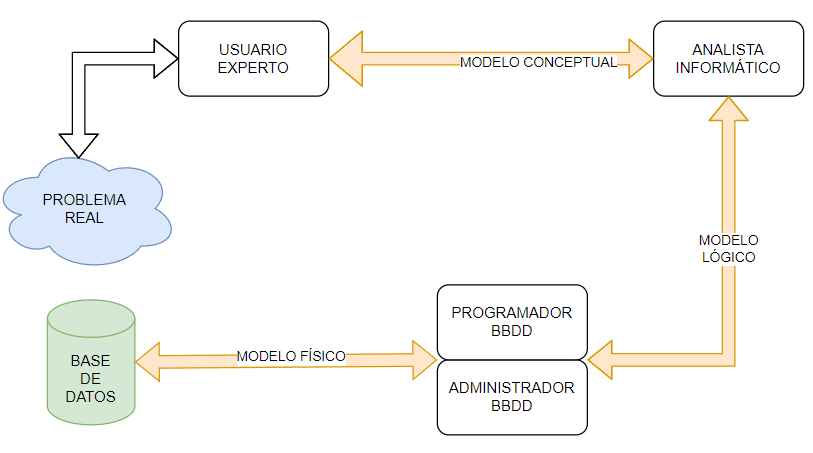 USUARIO
EXPERTO
MODELO CONCEPTUAL
ANALISTA
INFORMÁTICO
PROBLEMA
REAL
MODELO
LÓGICO
PROGRAMADOR
BBDD
ADMINISTRADOR
BBDD
MODELO FÍSICO
BASE
DE
DATOS